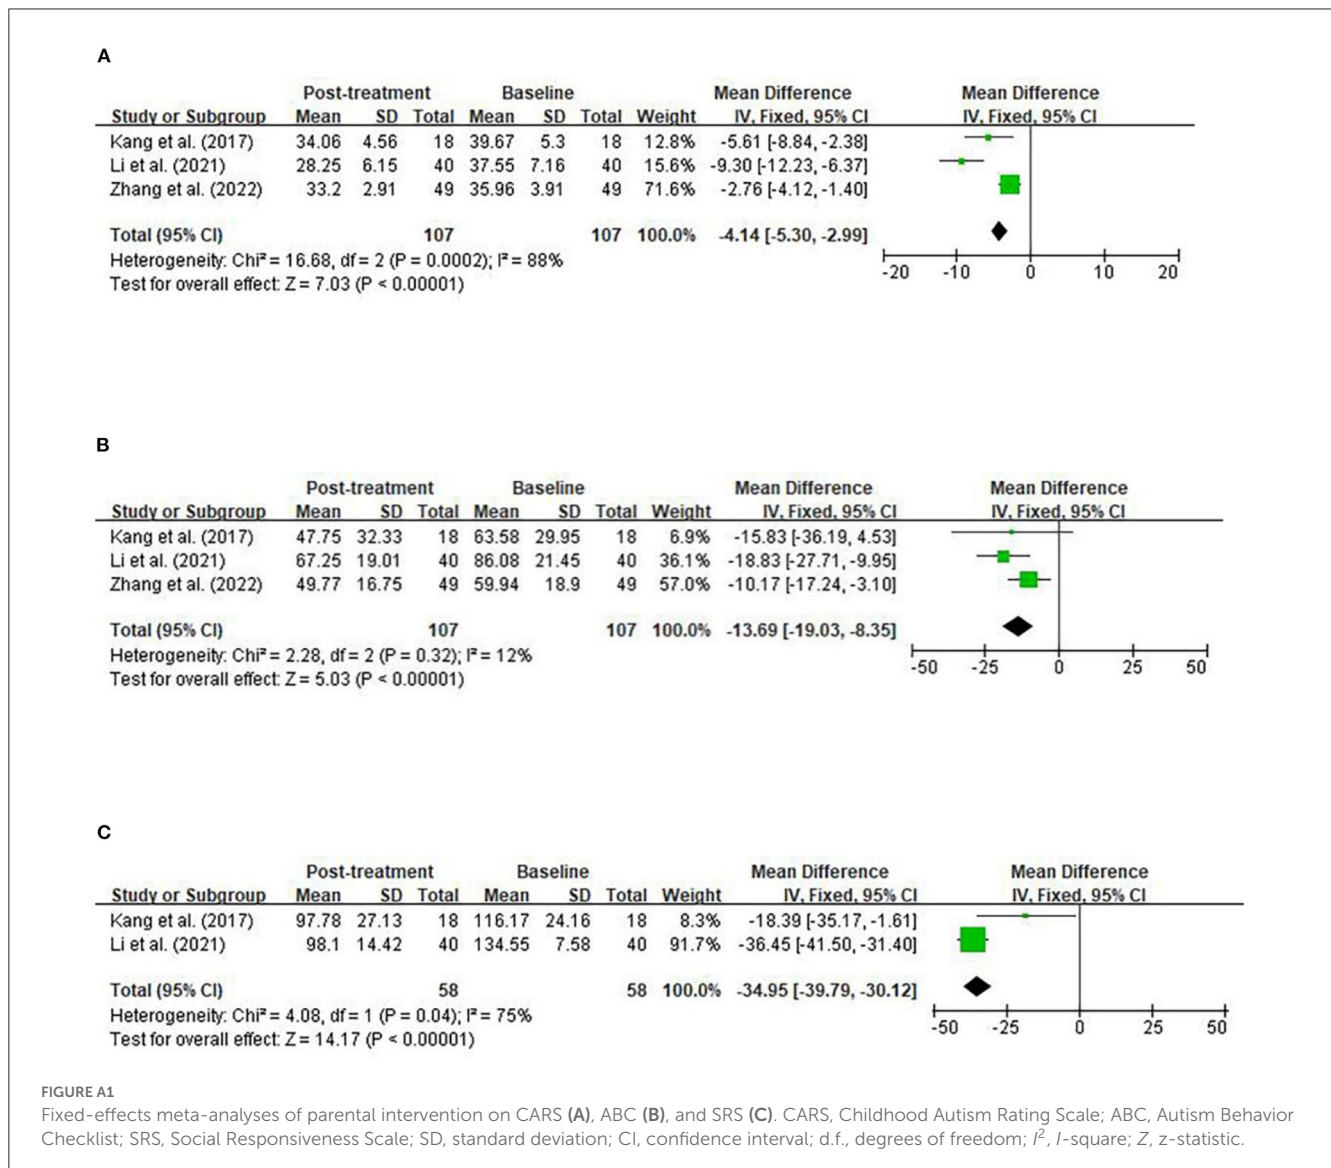 A
Post-treatment Baseline Mean Difference Mean Difference
Study or Subgroup Mean SD Total Mean SD Total Weight IV, Fixed, 95% CI IV, Fixed, 95% CI
Kang et al. (2017) 34.06 4.56 18 39.67 5.3 18 12.8% -5.61 [-8.84, -2.38]
Li et al. (2021) 28.25 6.15 40 37.55 7.16 40 15.6% -9.30 [-12.23, -6.37]
Zhang et al. (2022) 33.2 2.91 49 35.96 3.91 49 71.6% -2.76 [-4.12, -1.40]
Total (95% CI) 107 107 100.0% -4.14 [-5.30, -2.99]
Heterogeneity: Chi² = 16.68, df = 2 (P = 0.0002); I² = 88%
Test for overall effect: Z = 7.03 (P < 0.00001)
-20 -10 0 10 20
B
Post-treatment Baseline Mean Difference Mean Difference
Study or Subgroup Mean SD Total Mean SD Total Weight IV, Fixed, 95% CI IV, Fixed, 95% CI
Kang et al. (2017) 47.75 32.33 18 63.58 29.95 18 6.9% -15.83 [-36.19, 4.53]
Li et al. (2021) 67.25 19.01 40 86.08 21.45 40 36.1% -18.83 [-27.71, -9.95]
Zhang et al. (2022) 49.77 16.75 49 59.94 18.9 49 57.0% -10.17 [-17.24, -3.10]
Total (95% CI) 107 107 100.0% -13.69 [-19.03, -8.35]
Heterogeneity: Chi² = 2.28, df = 2 (P = 0.32); I² = 12%
Test for overall effect: Z = 5.03 (P < 0.00001)
-50 -25 0 25 50
C
Post-treatment Baseline Mean Difference Mean Difference
Study or Subgroup Mean SD Total Mean SD Total Weight IV, Fixed, 95% CI IV, Fixed, 95% CI
Kang et al. (2017) 97.78 27.13 18 116.17 24.16 18 8.3% -18.39 [-35.17, -1.61]
Li et al. (2021) 98.1 14.42 40 134.55 7.58 40 91.7% -36.45 [-41.50, -31.40]
Total (95% CI) 58 58 100.0% -34.95 [-39.79, -30.12]
Heterogeneity: Chi² = 4.08, df = 1 (P = 0.04); I² = 75%
Test for overall effect: Z = 14.17 (P < 0.00001)
-50 -25 0 25 50
FIGURE A1
Fixed-effects meta-analyses of parental intervention on CARS (A), ABC (B), and SRS (C). CARS, Childhood Autism Rating Scale; ABC, Autism Behavior
Checklist; SRS, Social Responsiveness Scale; SD, standard deviation; CI, confidence interval; d.f., degrees of freedom; I², I-square; Z, z-statistic.